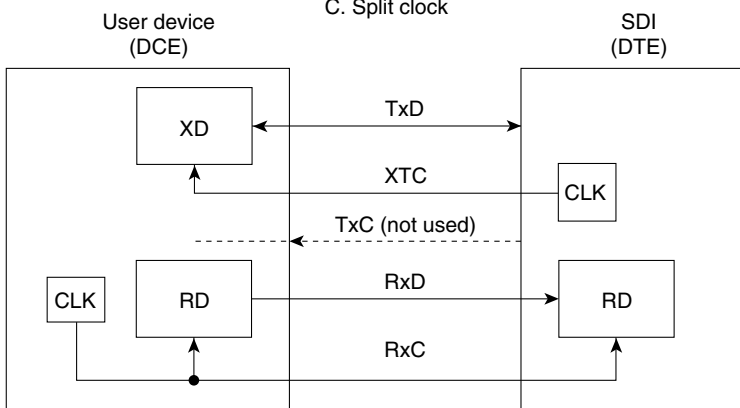 C. Split clock
User device
(DCE)
SDI
(DTE)
TxD
XD
XTC
CLK
TxC (not used)
RxD
CLK
RD
RD
RxC